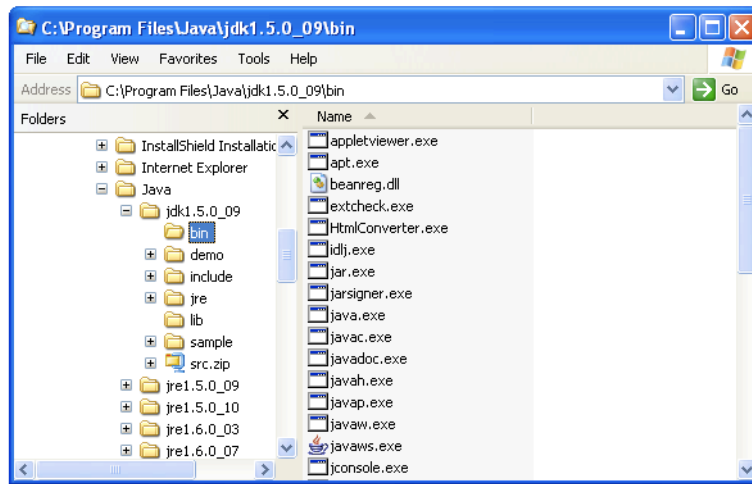 C:\Program Files\Java\jdk1.5.0_09\bin
File Edit View Favorites Tools Help
Address C:\Program Files\Java\jdk1.5.0_09\bin Go
Folders
InstallShield Installatic
Internet Explorer
Java
jdk1.5.0_09
bin
demo
include
jre
lib
sample
src.zip
jre1.5.0_09
jre1.5.0_10
jre1.6.0_03
jre1.6.0_07
Name
appletviewer.exe
apt.exe
beanreg.dll
extcheck.exe
HtmlConverter.exe
idlj.exe
jar.exe
jarsigner.exe
java.exe
javac.exe
javadoc.exe
javah.exe
javap.exe
javaw.exe
javaws.exe
jconsole.exe